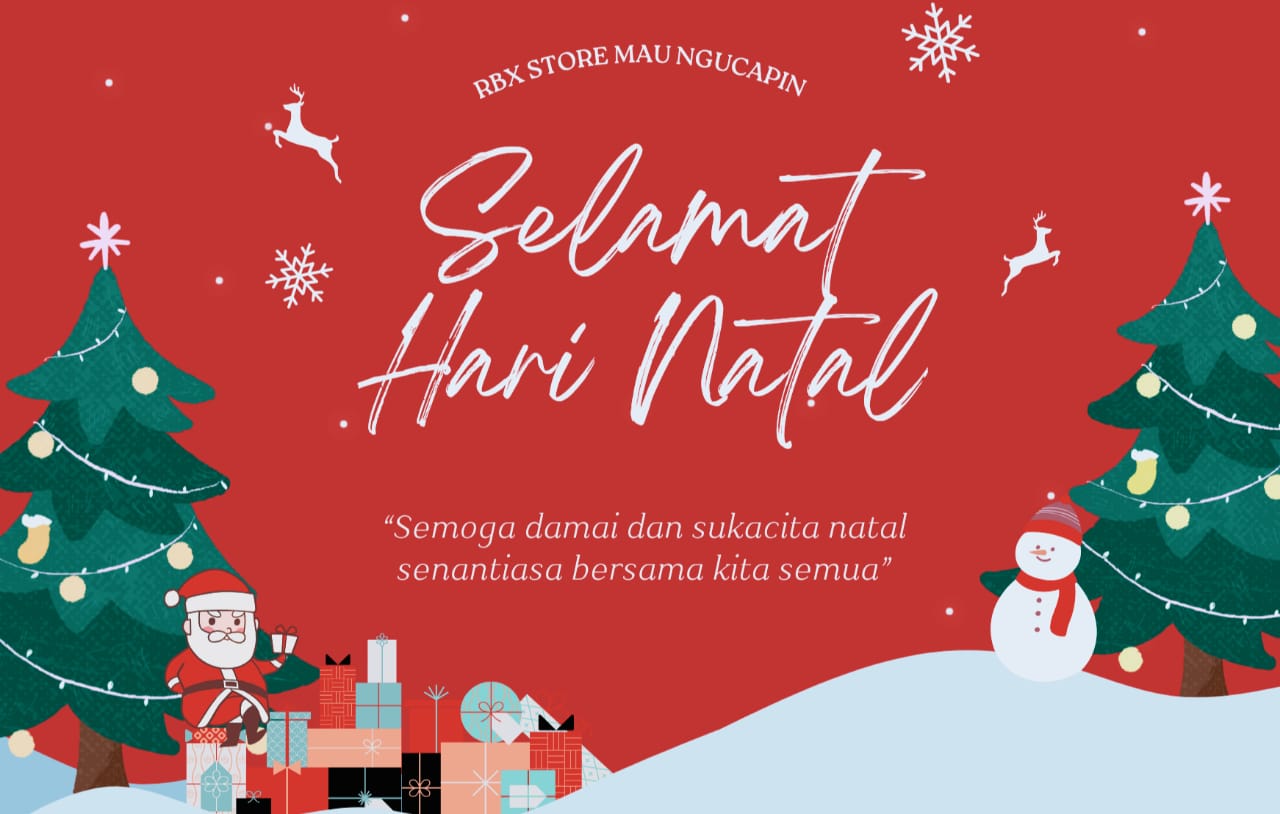 RBX STORE MAU NGUCAPIN
Selamat
Hari Natal
“Semoga damai dan sukacita natal
senantiasa bersama kita semua”